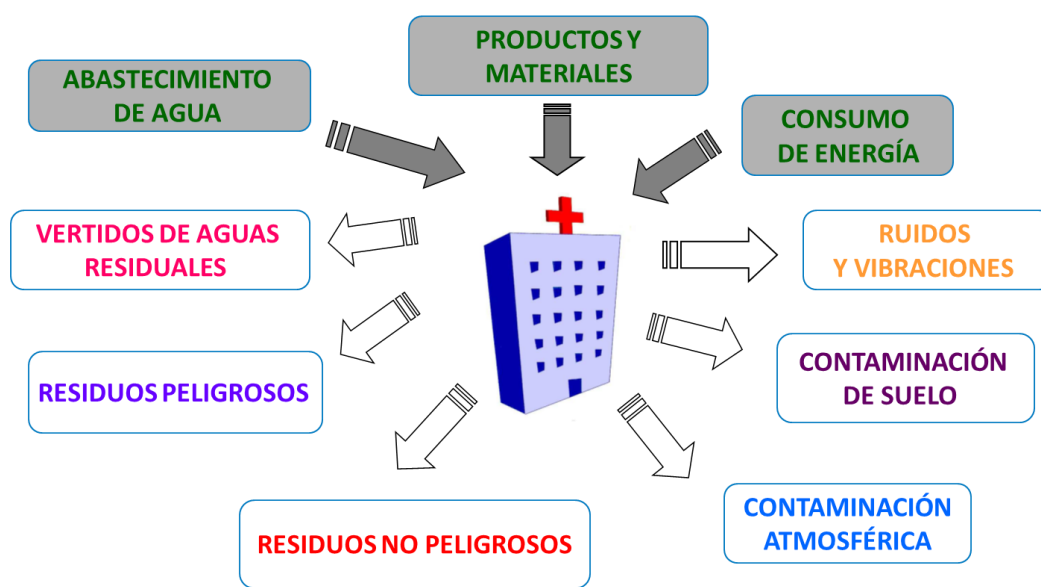 PRODUCTOS Y
MATERIALES
ABASTECIMIENTO
DE AGUA
CONSUMO
DE ENERGÍA
VERTIDOS DE AGUAS
RESIDUALES
RUIDOS
Y VIBRACIONES
RESIDUOS PELIGROSOS
CONTAMINACIÓN
DE SUELO
RESIDUOS NO PELIGROSOS
CONTAMINACIÓN
ATMOSFÉRICA